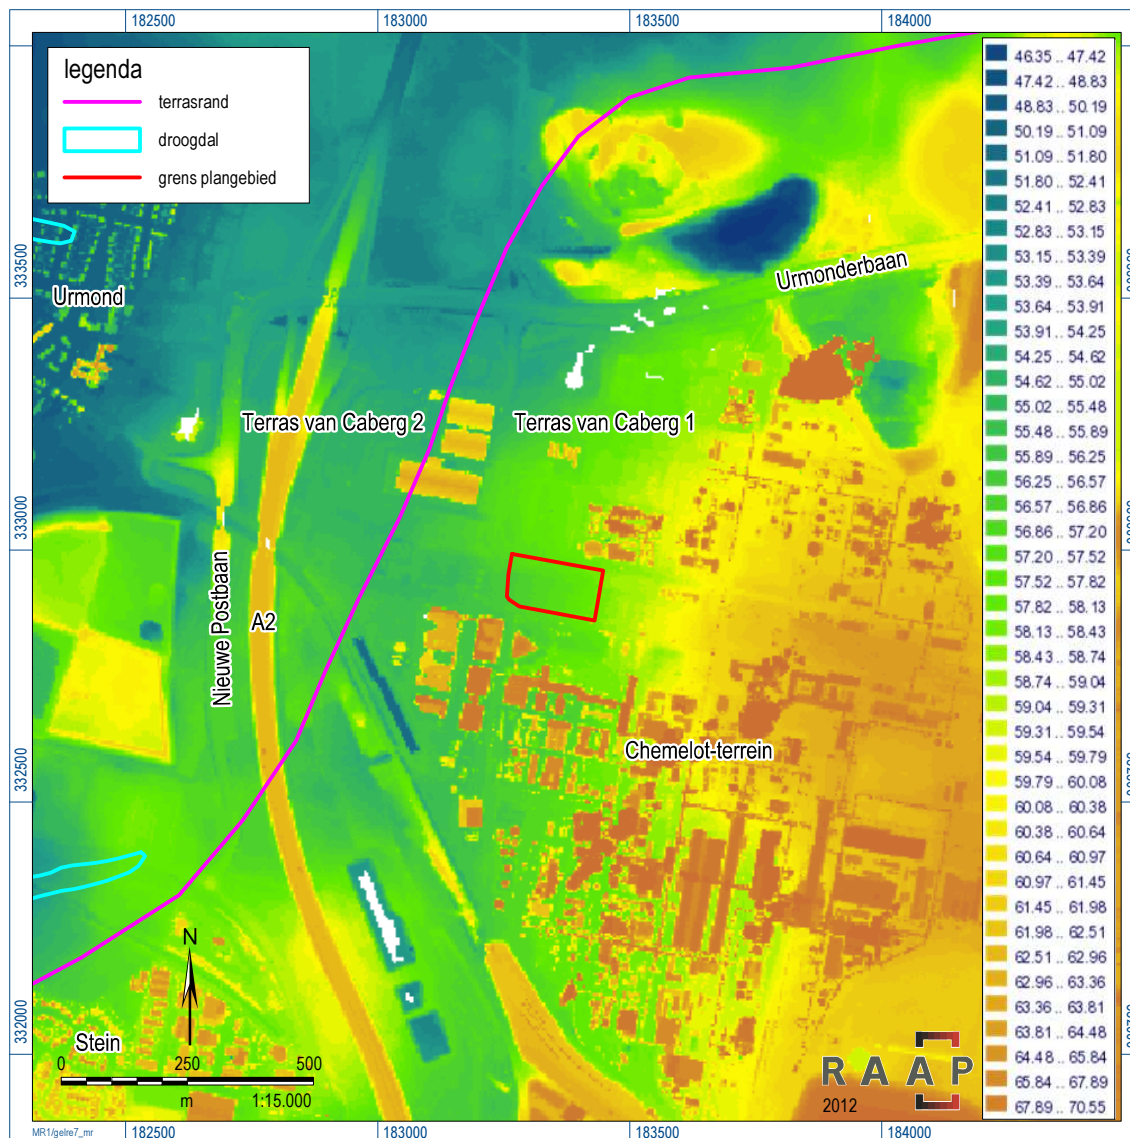 182500
183000
183500
184000
legenda
terrasrand
droogdal
grens plangebied
46.35 .. 47.42
47.42 .. 48.83
48.83 .. 50.19
50.19 .. 51.09
51.09 .. 51.80
51.80 .. 52.41
52.41 .. 52.83
52.83 .. 53.15
53.15 .. 53.39
53.39 .. 53.64
53.64 .. 53.91
53.91 .. 54.25
54.25 .. 54.62
54.62 .. 55.02
55.02 .. 55.48
55.48 .. 55.89
55.89 .. 56.25
56.25 .. 56.57
56.57 .. 56.86
56.86 .. 57.20
57.20 .. 57.52
57.52 .. 57.82
57.82 .. 58.13
58.13 .. 58.43
58.43 .. 58.74
58.74 .. 59.04
59.04 .. 59.31
59.31 .. 59.54
59.54 .. 59.79
59.79 .. 60.08
60.08 .. 60.38
60.38 .. 60.64
60.64 .. 60.97
60.97 .. 61.45
61.45 .. 61.98
61.98 .. 62.51
62.51 .. 62.96
62.96 .. 63.36
63.36 .. 63.81
63.81 .. 64.48
64.48 .. 65.84
65.84 .. 67.89
67.89 .. 70.55
333500
Urmond
Urmonderbaan
Terras van Caberg 2
Terras van Caberg 1
333000
Nieuwe Postbaan
A2
332500
Chemelot-terrein
332000
N
Stein
0 250 500
m 1:15.000
RAAP
2012
MR1/gelre7_mr
182500
183000
183500
184000